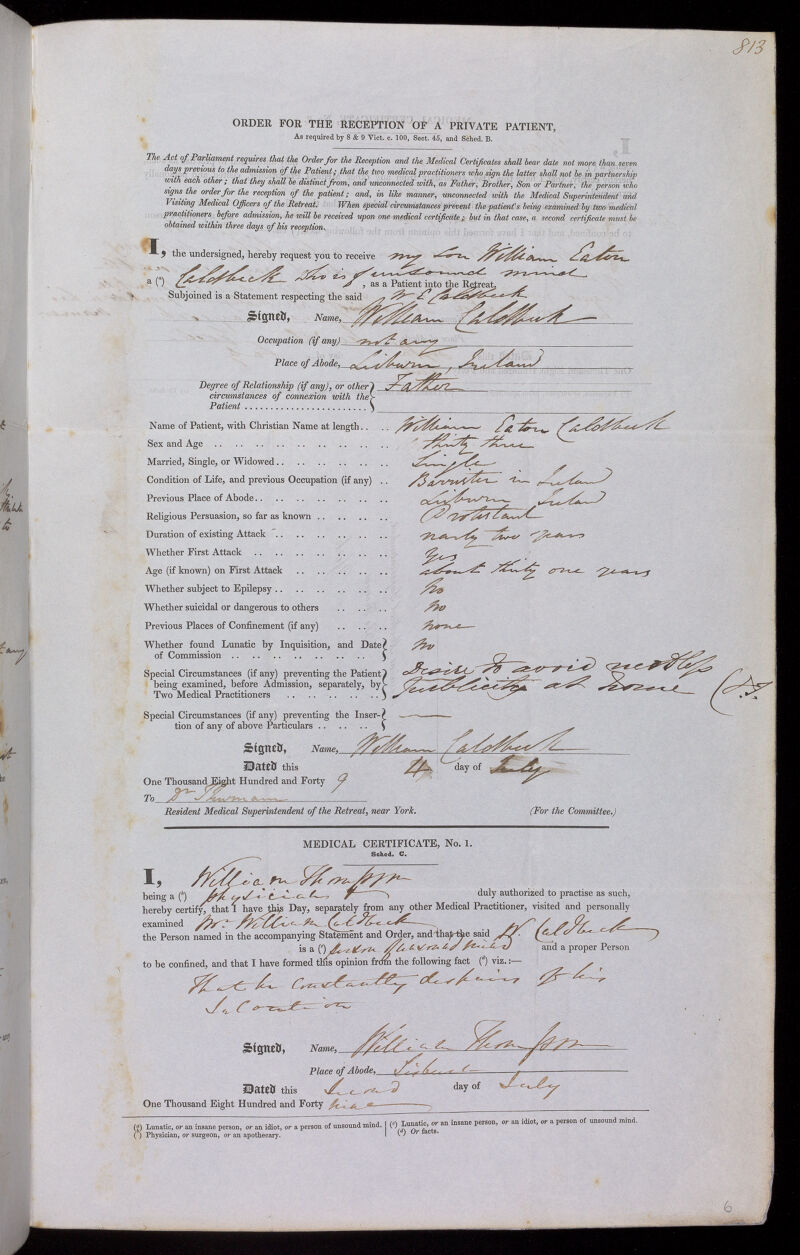 813
ORDER FOR THE RECEPTION OF A PRIVATE PATIENT,
As required by 8 & 9 Vict. c. 100, Sect. 45, and Sched. B.
The Act of Parliament requires that the Order for the Reception and the Medical Certificates shall bear date not more than seven
days previous to the admission of the Patient; that the two medical practitioners who sign the latter shall not be in partnership
with each other; that they shall be distinct from, and unconnected with, as Father, Brother, Son or Partner, the person who
signs the order for the reception of the patient; and, in like manner, unconnected with the Medical Superintendent and
Visiting Medical Officers of the Retreat. When special circumstances prevent the patient's being examined by two medical
practitioners before admission, he will be received upon one medical certificate; but in that case, a second certificate must be
obtained within three days of his reception.
I, the undersigned, hereby request you to receive my son William Eaton
a (a) Caldbeck who is of unsound mind, as a Patient into the Retreat,
Subjoined is a Statement respecting the said W E Caldbeck
Signed, Name, William Caldbeck
Occupation (if any) not any
Place of Abode, Lisburn, Ireland
Degree of Relationship (if any), or other circumstances of connexion with the Patient Father
Name of Patient, with Christian Name at length William Eaton Caldbeck
Sex and Age thirty three
Married, Single, or Widowed Single
Condition of Life, and previous Occupation (if any) Barrister in Ireland
Previous Place of Abode Lisburn Ireland
Religious Persuasion, so far as known Protestant
Duration of existing Attack nearly two years
Whether First Attack Yes
Age (if known) on First Attack about thirty one years
Whether subject to Epilepsy No
Whether suicidal or dangerous to others No
Previous Places of Confinement (if any) none
Whether found Lunatic by Inquisition, and Date of Commission No
Special Circumstances (if any) preventing the Patient being examined, before Admission, separately, by Two Medical Practitioners Desire to avoid needless publicity at home
Special Circumstances (if any) preventing the Insertion of any of above Particulars —
Signed, Name, William Caldbeck
Dated this 4 day of July
One Thousand Eight Hundred and Forty 9
To Dr Thurnam
Resident Medical Superintendent of the Retreat, near York. (For the Committee.)
MEDICAL CERTIFICATE, No. 1.
Sched. C.
I, William Thompson
being a (b) physician duly authorized to practise as such,
hereby certify, that I have this Day, separately from any other Medical Practitioner, visited and personally
examined Mr William Caldbeck
the Person named in the accompanying Statement and Order, and that the said W Caldbeck
is a (c) person of unsound mind and a proper Person
to be confined, and that I have formed this opinion from the following fact (d) viz.:—
That he constantly despairs of his
Salvation
Signed, Name, William Thompson
Place of Abode, Lisburn
Dated this Second day of July
One Thousand Eight Hundred and Forty nine
(a) Lunatic, or an insane person, or an idiot, or a person of unsound mind.
(b) Physician, or surgeon, or an apothecary.
(c) Lunatic, or an insane person, or an idiot, or a person of unsound mind.
(d) Or facts.
6